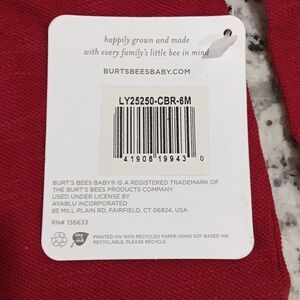 happily grown and made
with every family's little bee in mind
BURTSBEESBABY.COM
LY25250-CBR-6M
41908 19943 0
BURT'S BEES BABY® IS A REGISTERED TRADEMARK OF
THE BURT'S BEES PRODUCTS COMPANY
USED UNDER LICENSE BY
AYABLU INCORPORATED
85 MILL PLAIN RD, FAIRFIELD, CT 06824, USA
RN# 136633
PRINTED ON 100% RECYCLED PAPER USING SOY BASED INK.
RECYCLABLE. PLEASE RECYCLE.